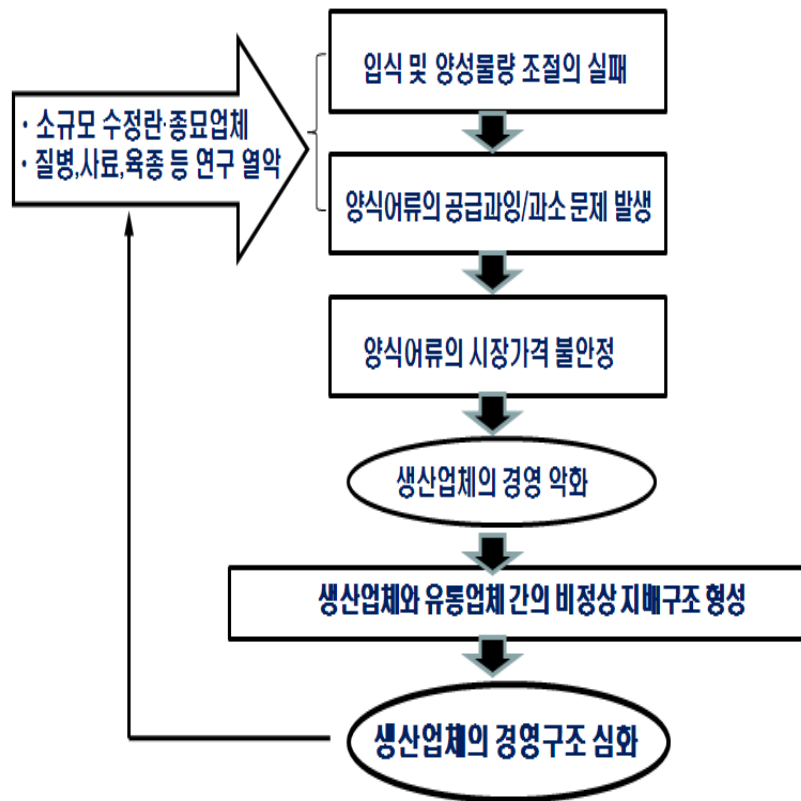 입식 및 양성물량 조절의 실패
· 소규모 수정란·종묘업체
· 질병,사료,육종 등 연구 열악
양식어류의 공급과잉/과소 문제 발생
양식어류의 시장가격 불안정
생산업체의 경영 악화
생산업체와 유통업체 간의 비정상 지배구조 형성
생산업체의 경영구조 심화